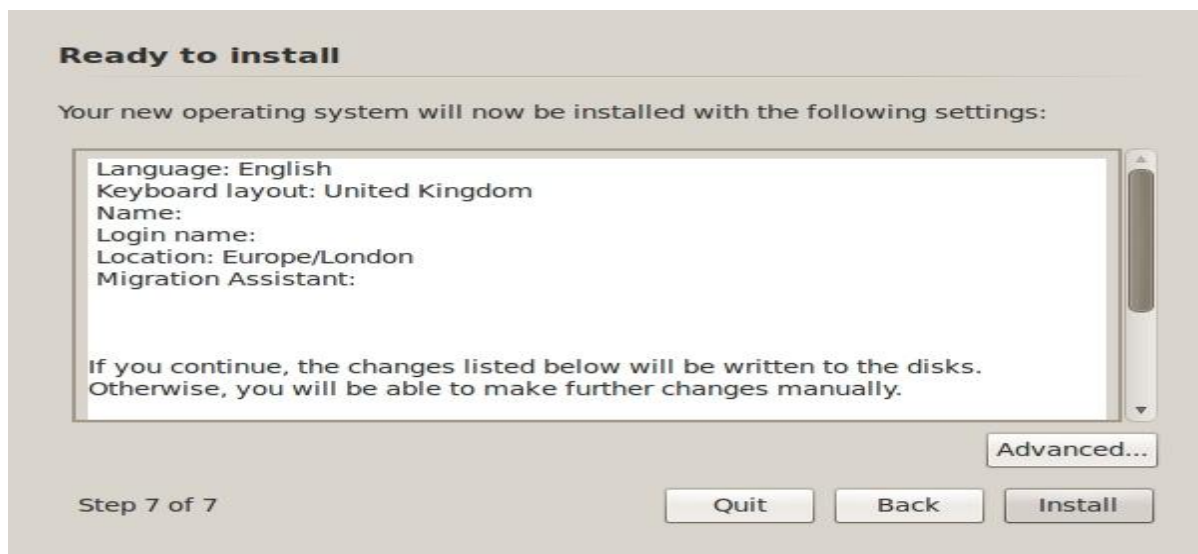 Ready to install
Your new operating system will now be installed with the following settings:
Language: English
Keyboard layout: United Kingdom
Name:
Login name:
Location: Europe/London
Migration Assistant:
If you continue, the changes listed below will be written to the disks.
Otherwise, you will be able to make further changes manually.
Advanced...
Step 7 of 7
Quit
Back
Install